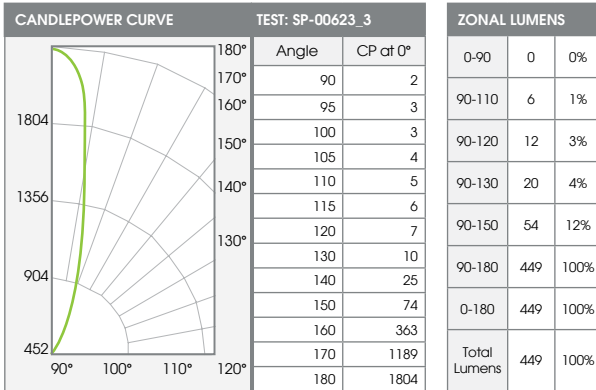 CANDLEPOWER CURVE
180°
170°
160°
150°
140°
130°
120°
1804
1356
904
452
90° 100° 110°
TEST: SP-00623_3
Angle CP at 0°
90 2
95 3
100 3
105 4
110 5
115 6
120 7
130 10
140 25
150 74
160 363
170 1189
180 1804
ZONAL LUMENS
0-90 0 0%
90-110 6 1%
90-120 12 3%
90-130 20 4%
90-150 54 12%
90-180 449 100%
0-180 449 100%
Total
Lumens 449 100%